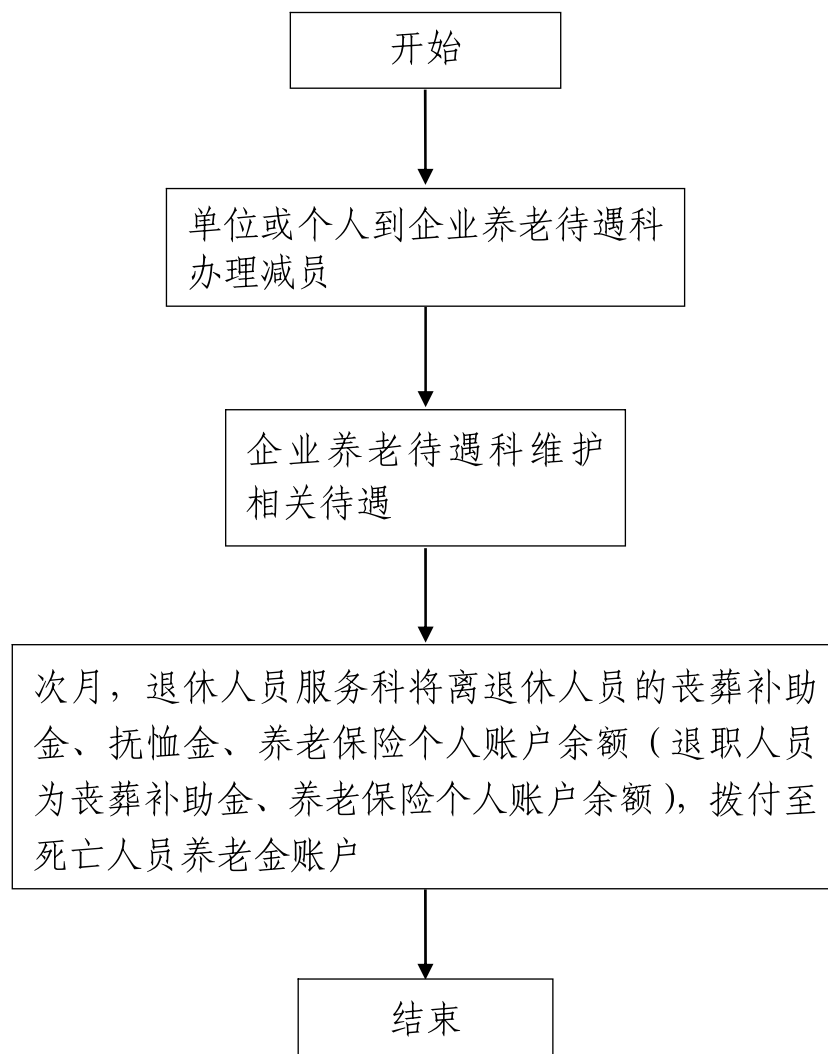 开始
单位或个人到企业养老待遇科
办理减员
企业养老待遇科维护
相关待遇
次月，退休人员服务科将离退休人员的丧葬补助
金、抚恤金、养老保险个人账户余额（退职人员
为丧葬补助金、养老保险个人账户余额），拨付至
死亡人员养老金账户
结束